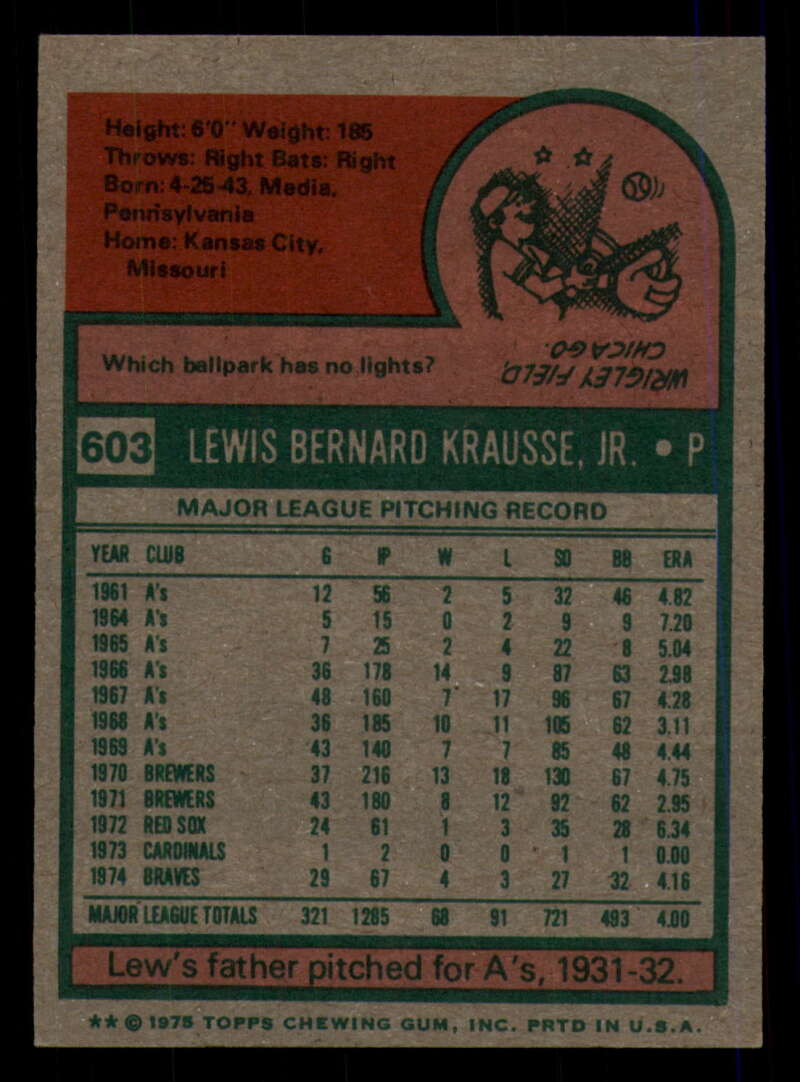 Height: 6'0" Weight: 185
Throws: Right Bats: Right
Born: 4-25-43, Media,
Pennsylvania
Home: Kansas City,
Missouri
Which ballpark has no lights?
WRIGLEY FIELD,
CHICAGO.
603 LEWIS BERNARD KRAUSSE, JR. • P
MAJOR LEAGUE PITCHING RECORD
YEAR CLUB G IP W L SO BB ERA
1961 A's 12 56 2 5 32 46 4.82
1964 A's 5 15 0 2 9 9 7.20
1965 A's 7 25 2 4 22 8 5.04
1966 A's 36 178 14 9 87 63 2.98
1967 A's 48 160 7 17 96 67 4.28
1968 A's 36 185 10 11 105 62 3.11
1969 A's 43 140 7 7 85 48 4.44
1970 BREWERS 37 216 13 18 130 67 4.75
1971 BREWERS 43 180 8 12 92 62 2.95
1972 RED SOX 24 61 1 3 35 28 6.34
1973 CARDINALS 1 2 0 0 1 1 0.00
1974 BRAVES 29 67 4 3 27 32 4.16
MAJOR LEAGUE TOTALS 321 1285 68 91 721 493 4.00
Lew's father pitched for A's, 1931-32.
** © 1975 TOPPS CHEWING GUM, INC. PRTD IN U.S.A.